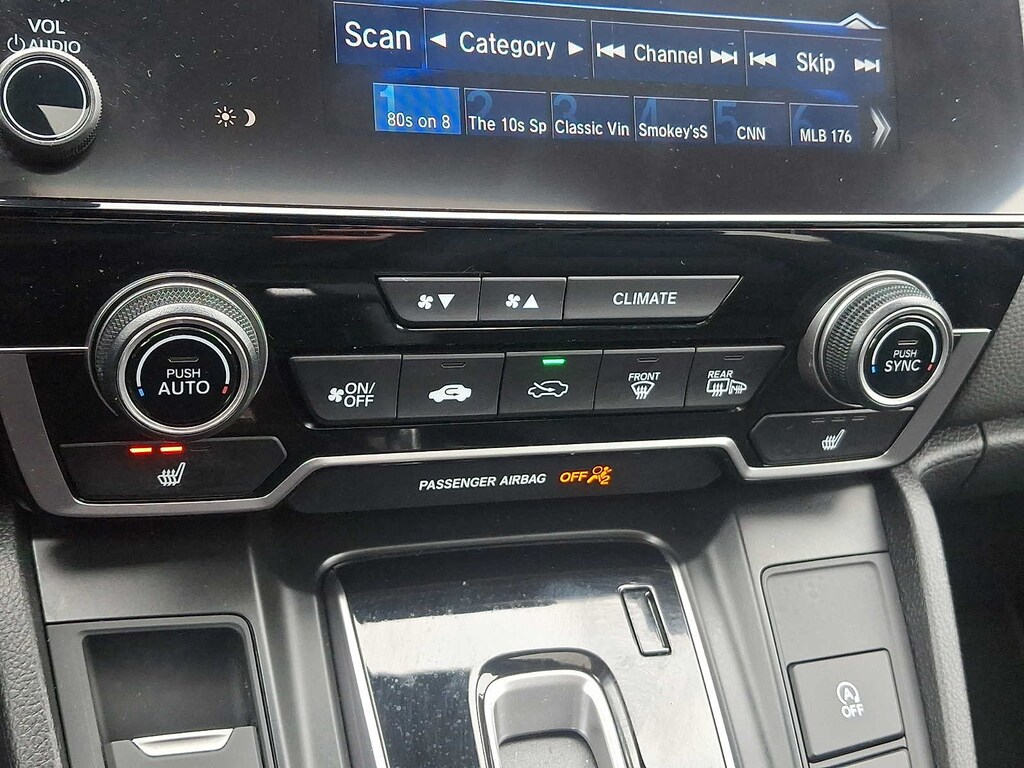 VOL
AUDIO
Scan
Category
Channel
Skip
1
80s on 8
2
The 10s Sp
3
Classic Vin
4
Smokey'sS
5
CNN
6
MLB 176
CLIMATE
PUSH
AUTO
ON/
OFF
FRONT
REAR
PUSH
SYNC
PASSENGER AIRBAG OFF 2
A
OFF